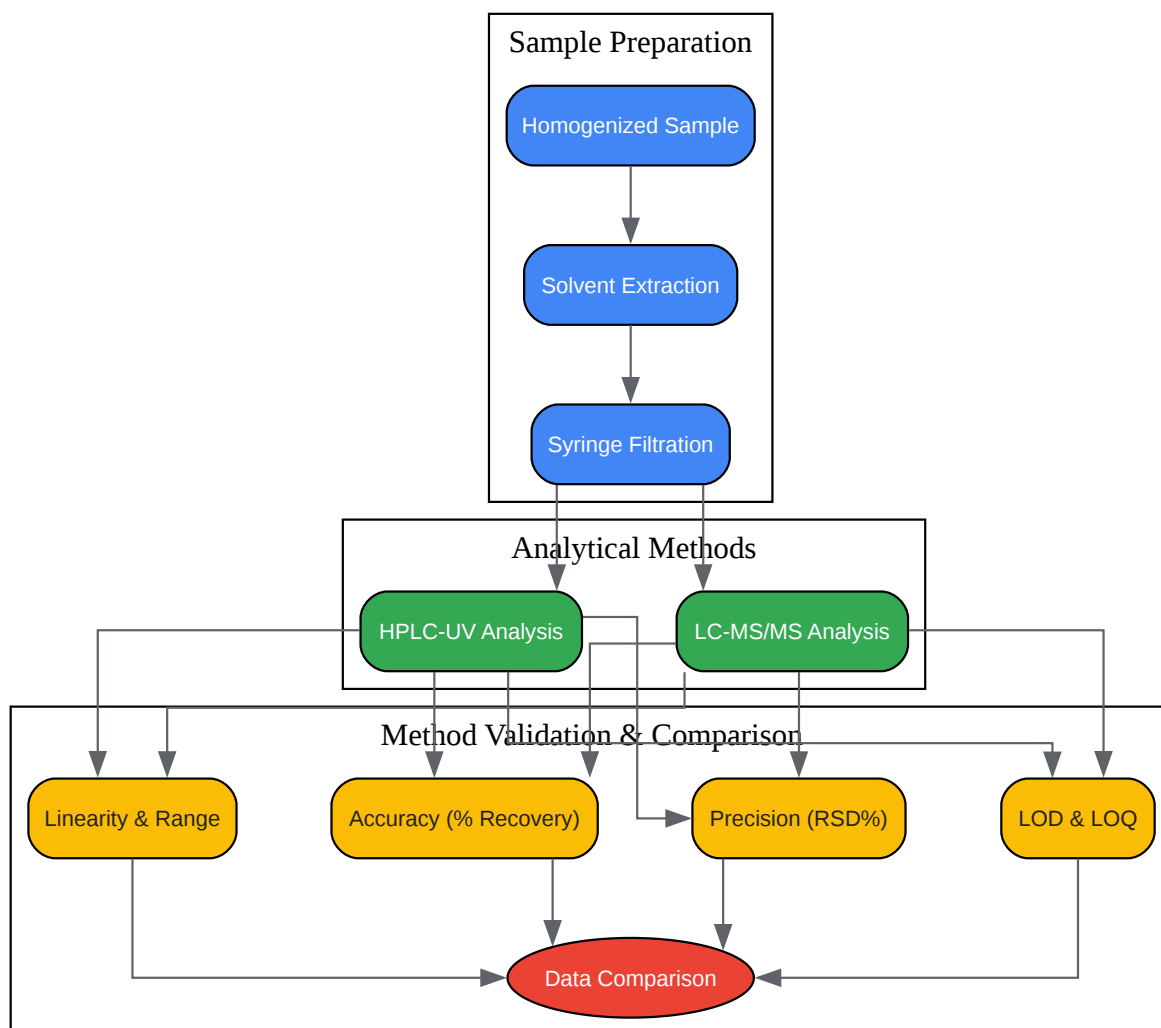 Sample Preparation
Homogenized Sample
Solvent Extraction
Syringe Filtration
Analytical Methods
HPLC-UV Analysis
LC-MS/MS Analysis
Method Validation & Comparison
Linearity & Range
Accuracy (% Recovery)
Precision (RSD%)
LOD & LOQ
Data Comparison